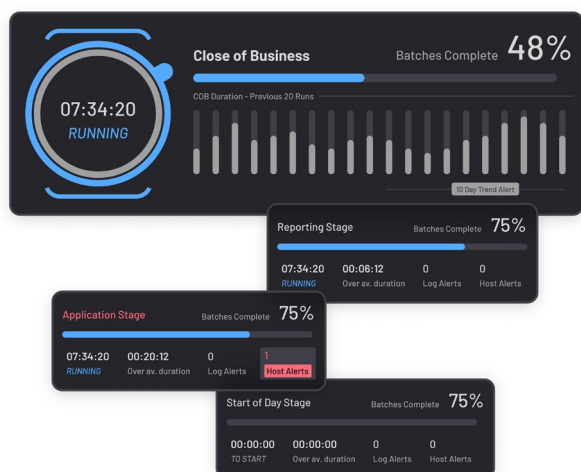 Close of Business
Batches Complete 48%
07:34:20
RUNNING
COB Duration - Previous 20 Runs
10 Day Trend Alert
Reporting Stage
Batches Complete 75%
07:34:20 00:06:12 0 0
RUNNING Over av. duration Log Alerts Host Alerts
Application Stage
Batches Complete 75%
07:34:20 00:20:12 0 1
RUNNING Over av. duration Log Alerts Host Alerts
Start of Day Stage
Batches Complete 75%
00:00:00 00:00:00 0 0
TO START Over av. duration Log Alerts Host Alerts